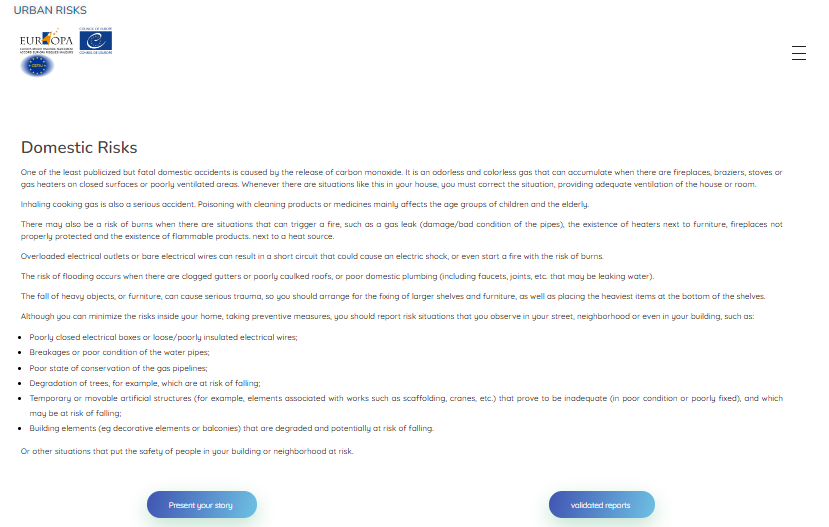 URBAN RISKS
COUNCIL OF EUROPE
EUR OPA
CONSEIL DE L'EUROPE
Domestic Risks
One of the least publicized but fatal domestic accidents is caused by the release of carbon monoxide. It is an odorless and colorless gas that can accumulate when there are fireplaces, braziers, stoves or
gas heaters on closed surfaces or poorly ventilated areas. Whenever there are situations like this in your house, you must correct the situation, providing adequate ventilation of the house or room.
Inhaling cooking gas is also a serious accident. Poisoning with cleaning products or medicines mainly affects the age groups of children and the elderly.
There may also be a risk of burns when there are situations that can trigger a fire, such as a gas leak (damage/bad condition of the pipes), the existence of heaters next to furniture, fireplaces not
properly protected and the existence of flammable products. next to a heat source.
Overloaded electrical outlets or bare electrical wires can result in a short circuit that could cause an electric shock, or even start a fire with the risk of burns.
The risk of flooding occurs when there are clogged gutters or poorly caulked roofs, or poor domestic plumbing (including faucets, joints, etc. that may be leaking water).
The fall of heavy objects, or furniture, can cause serious trauma, so you should arrange for the fixing of larger shelves and furniture, as well as placing the heaviest items at the bottom of the shelves.
Although you can minimize the risks inside your home, taking preventive measures, you should report risk situations that you observe in your street, neighborhood or even in your building, such as:
• Poorly closed electrical boxes or loose/poorly insulated electrical wires;
• Breakages or poor condition of the water pipes;
• Poor state of conservation of the gas pipelines;
• Degradation of trees, for example, which are at risk of falling;
• Temporary or movable artificial structures (for example, elements associated with works such as scaffolding, cranes, etc.) that prove to be inadequate (in poor condition or poorly fixed), and which
may be at risk of falling;
• Building elements (eg decorative elements or balconies) that are degraded and potentially at risk of falling.
Or other situations that put the safety of people in your building or neighborhood at risk.
Present your story
validated reports